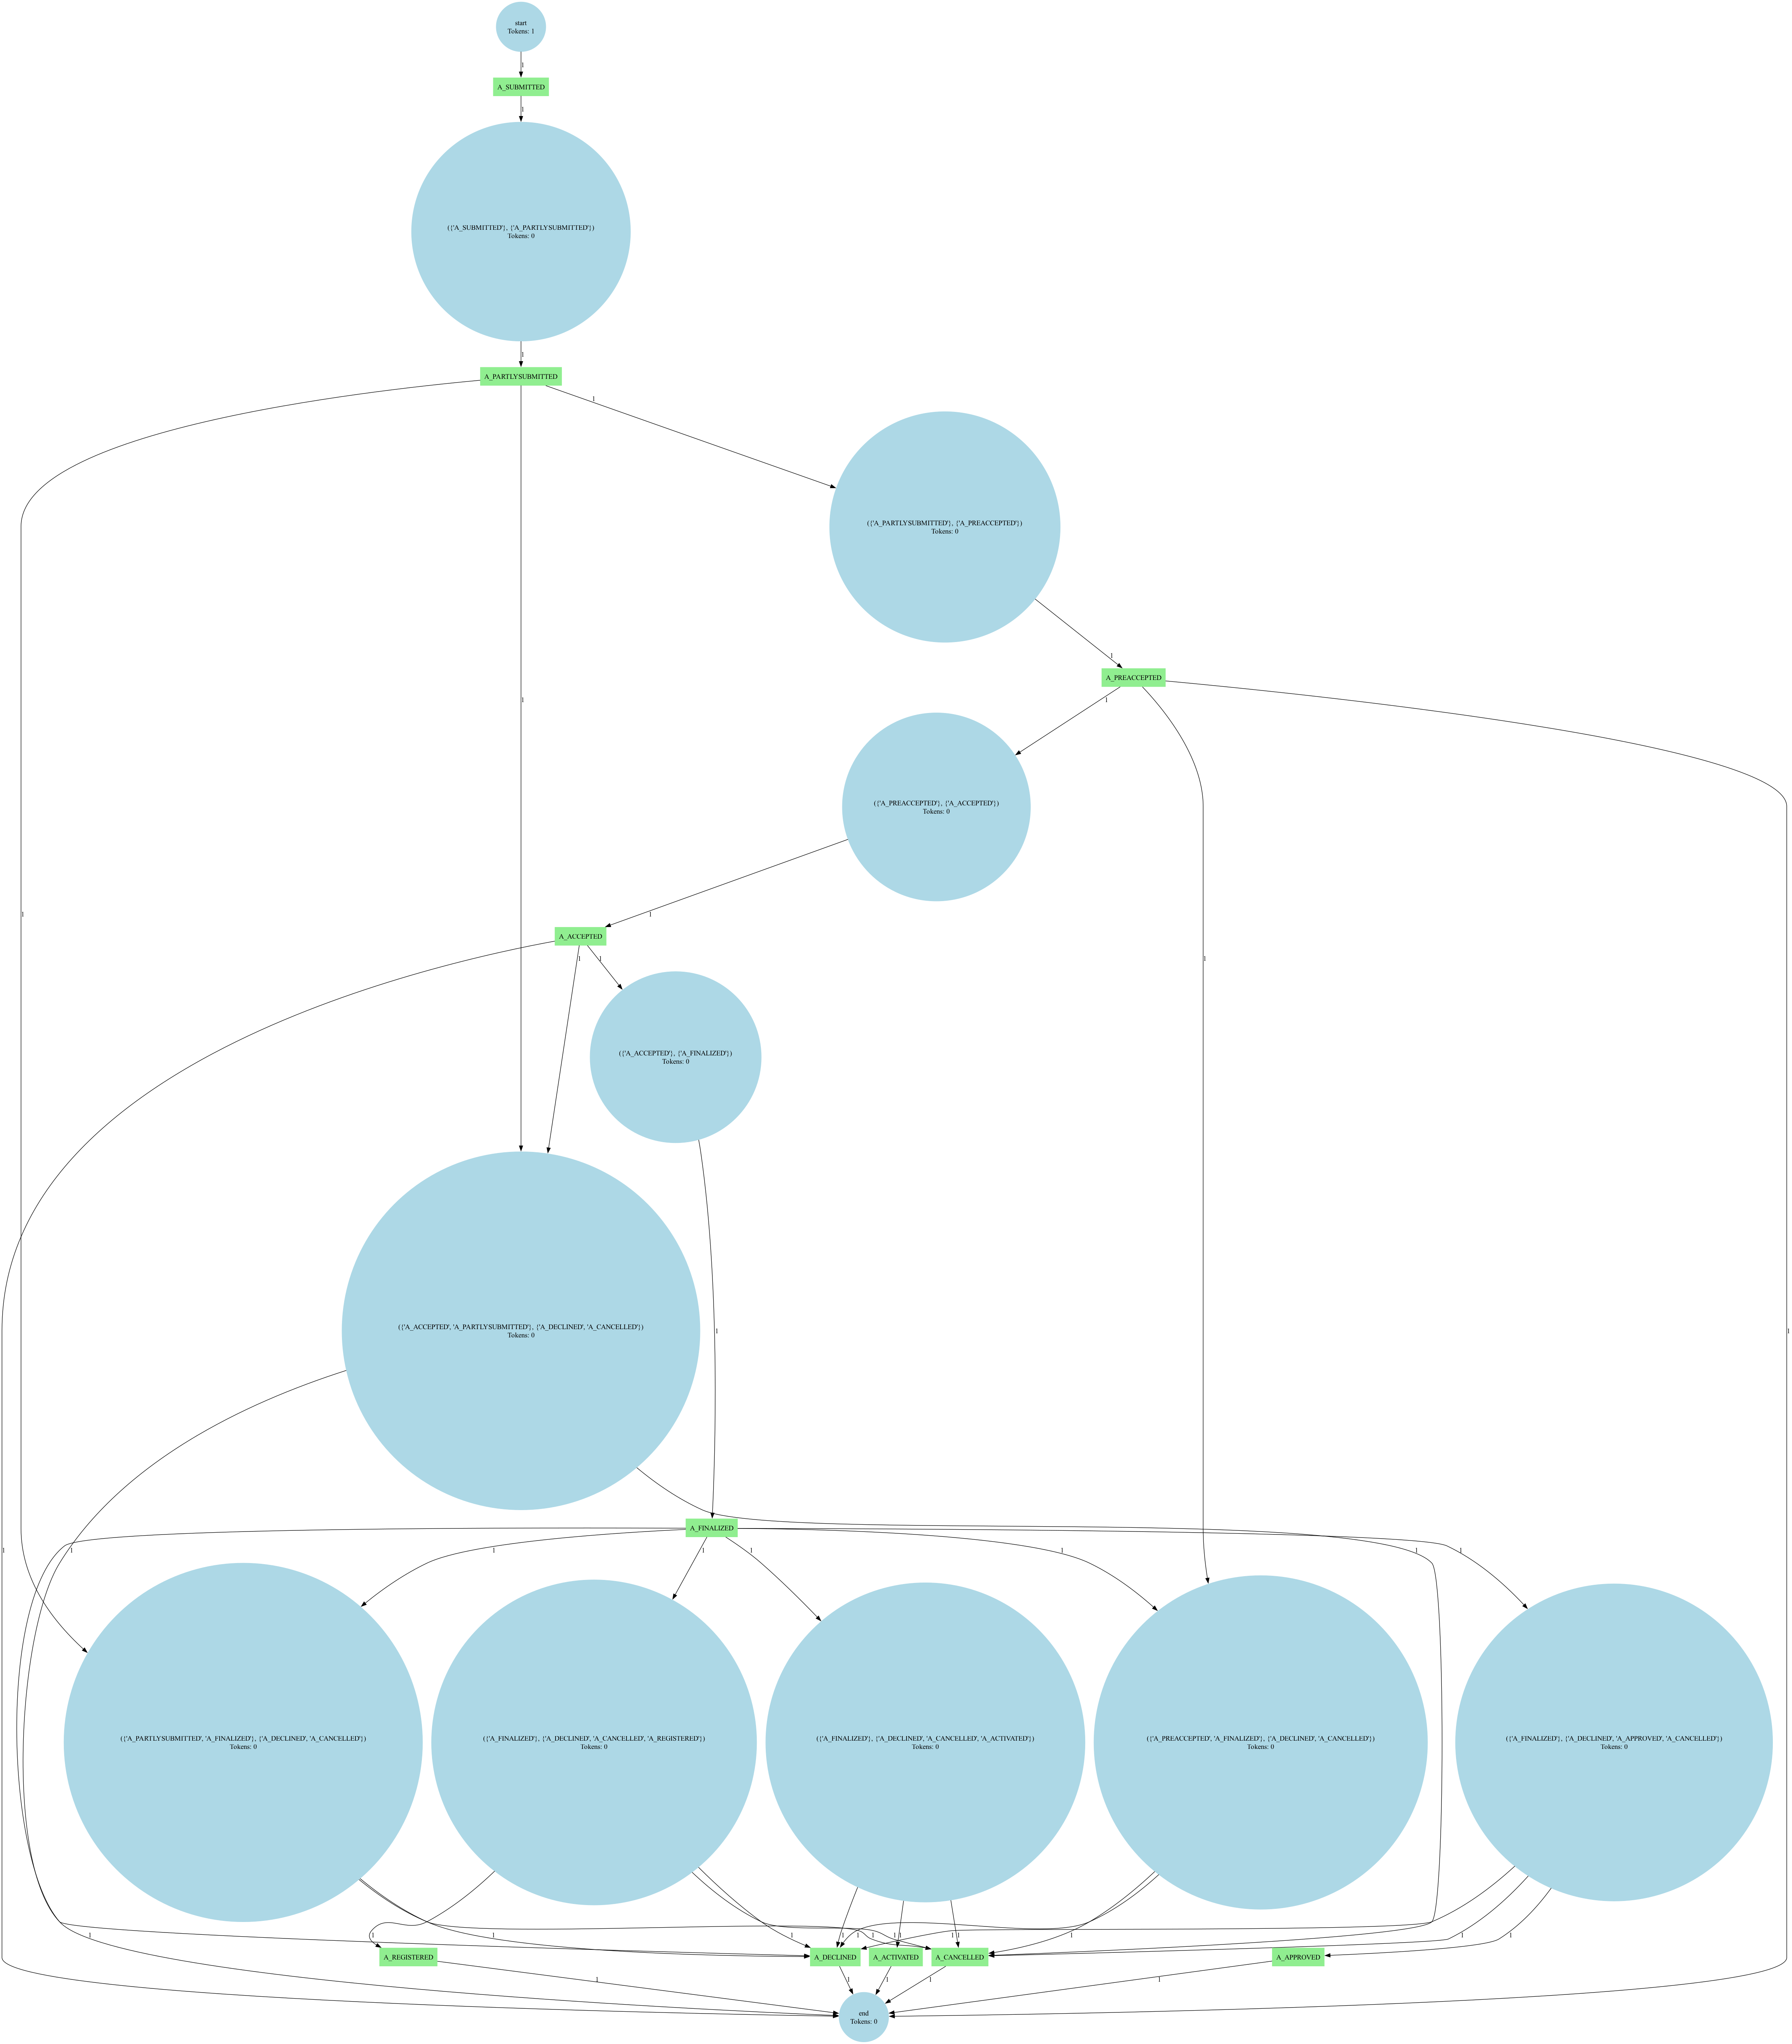 start
Tokens: 1
1
A_SUBMITTED
1
({'A_SUBMITTED'}, {'A_PARTLYSUBMITTED'})
Tokens: 0
1
A_PARTLYSUBMITTED
1
({'A_PARTLYSUBMITTED'}, {'A_PREACCEPTED'})
Tokens: 0
1
A_PREACCEPTED
1
1
({'A_PREACCEPTED'}, {'A_ACCEPTED'})
Tokens: 0
1
1
A_ACCEPTED
1
1
1
({'A_ACCEPTED'}, {'A_FINALIZED'})
Tokens: 0
({'A_ACCEPTED', 'A_PARTLYSUBMITTED'}, {'A_DECLINED', 'A_CANCELLED'})
Tokens: 0
1
1
A_FINALIZED
1
1
1
1
1
1
1
1
({'A_PARTLYSUBMITTED', 'A_FINALIZED'}, {'A_DECLINED', 'A_CANCELLED'})
Tokens: 0
({'A_FINALIZED'}, {'A_DECLINED', 'A_CANCELLED', 'A_REGISTERED'})
Tokens: 0
({'A_FINALIZED'}, {'A_DECLINED', 'A_CANCELLED', 'A_ACTIVATED'})
Tokens: 0
({'A_PREACCEPTED', 'A_FINALIZED'}, {'A_DECLINED', 'A_CANCELLED'})
Tokens: 0
({'A_FINALIZED'}, {'A_DECLINED', 'A_APPROVED', 'A_CANCELLED'})
Tokens: 0
1
1
1
1
1
1
1
1
1
1
1
1
1
1
A_REGISTERED
A_DECLINED
A_ACTIVATED
A_CANCELLED
A_APPROVED
1
1
1
1
1
end
Tokens: 0